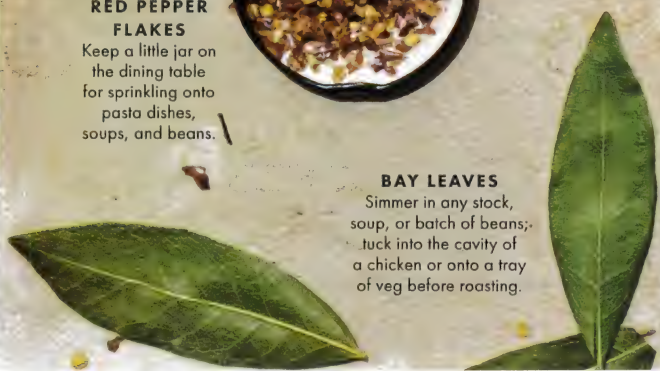 RED PEPPER
FLAKES
Keep a little jar on
the dining table
for sprinkling onto
pasta dishes,
soups, and beans.
BAY LEAVES
Simmer in any stock,
soup, or batch of beans;
tuck into the cavity of
a chicken or onto a tray
of veg before roasting.